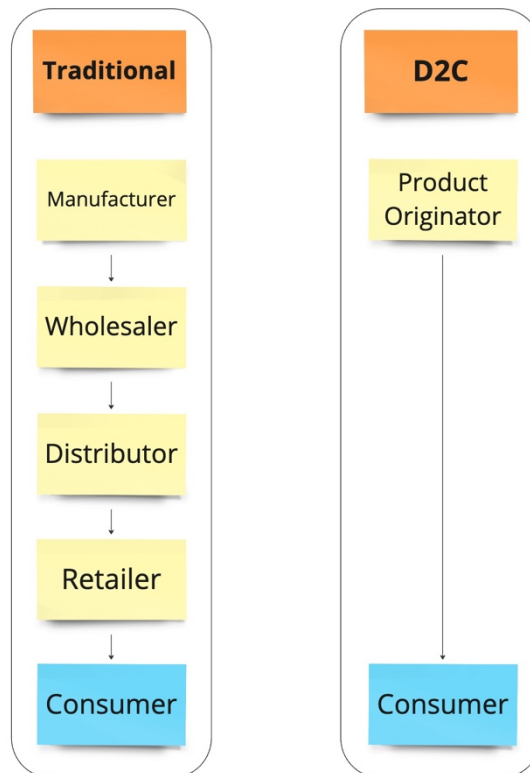 Traditional
Manufacturer
Wholesaler
Distributor
Retailer
Consumer
D2C
Product
Originator
Consumer